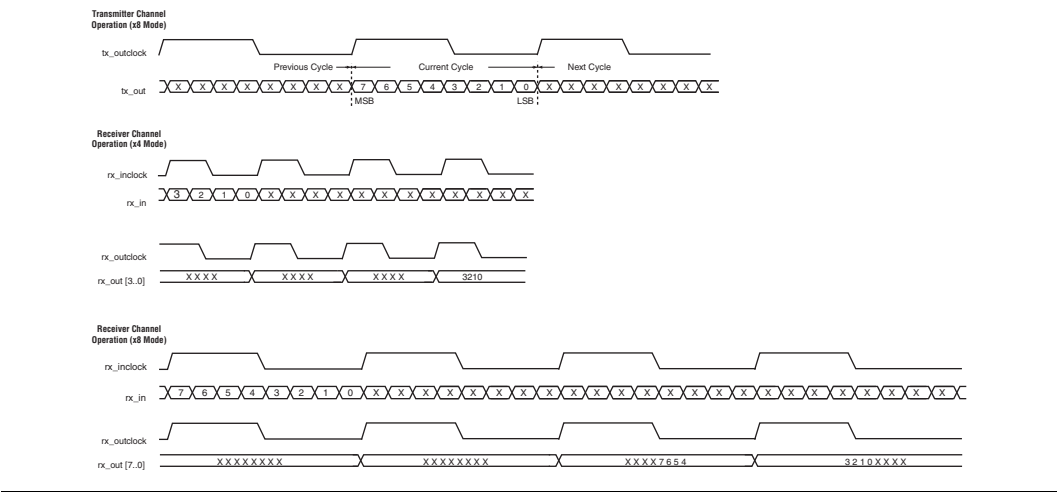 Transmitter Channel
Operation (x8 Mode)
tx_outclock
Previous Cycle Current Cycle Next Cycle
tx_out X X X X X X X X 7 6 5 4 3 2 1 0 X X X X X X X X
MSB LSB
Receiver Channel
Operation (x4 Mode)
rx_inclock
rx_in 3 2 1 0 X X X X X X X X X X X X
rx_outclock
rx_out [3..0] X X X X X X X X X X X X 3210
Receiver Channel
Operation (x8 Mode)
rx_inclock
rx_in 7 6 5 4 3 2 1 0 X X X X X X X X X X X X X X X X X X X X X X X X
rx_outclock
rx_out [7..0] X X X X X X X X X X X X X X X X X X X X 7 6 5 4 3 2 1 0 X X X X